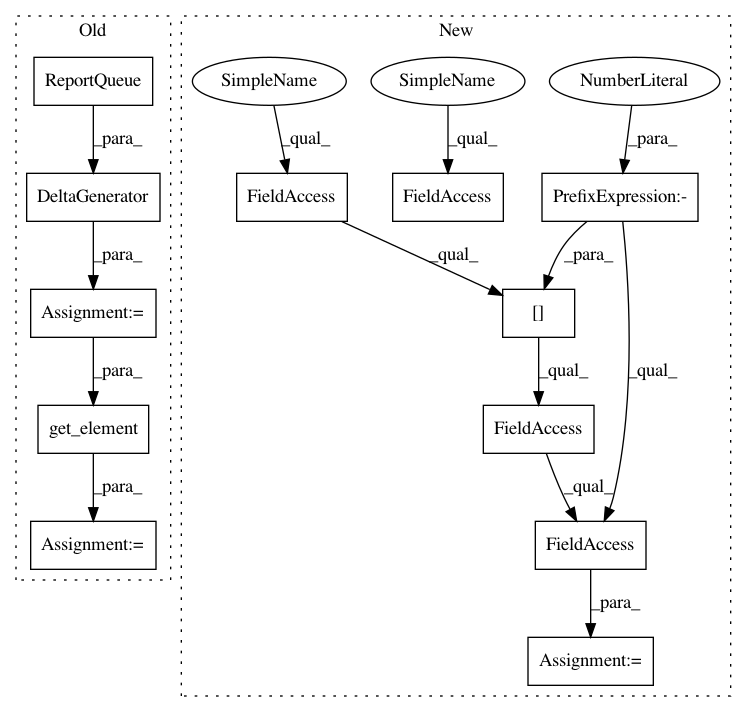 Old
New
ReportQueue
SimpleName
SimpleName
NumberLiteral
_para_
_qual_
_qual_
_para_
DeltaGenerator
FieldAccess
FieldAccess
PrefixExpression:-
_para_
_qual_
_para_
Assignment:=
[]
_para_
_qual_
_qual_
get_element
FieldAccess
_para_
_qual_
Assignment:=
FieldAccess
_para_
Assignment:=